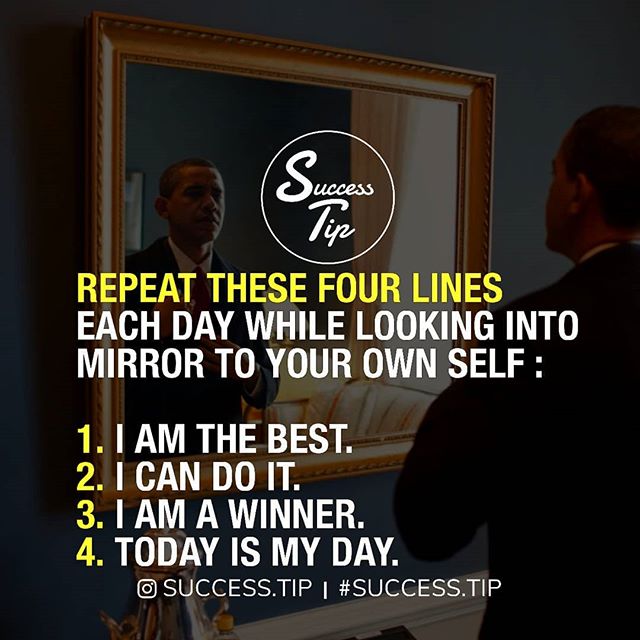 Success
Tip
REPEAT THESE FOUR LINES
EACH DAY WHILE LOOKING INTO
MIRROR TO YOUR OWN SELF :
1. I AM THE BEST.
2. I CAN DO IT.
3. I AM A WINNER.
4. TODAY IS MY DAY.
SUCCESS.TIP | #SUCCESS.TIP